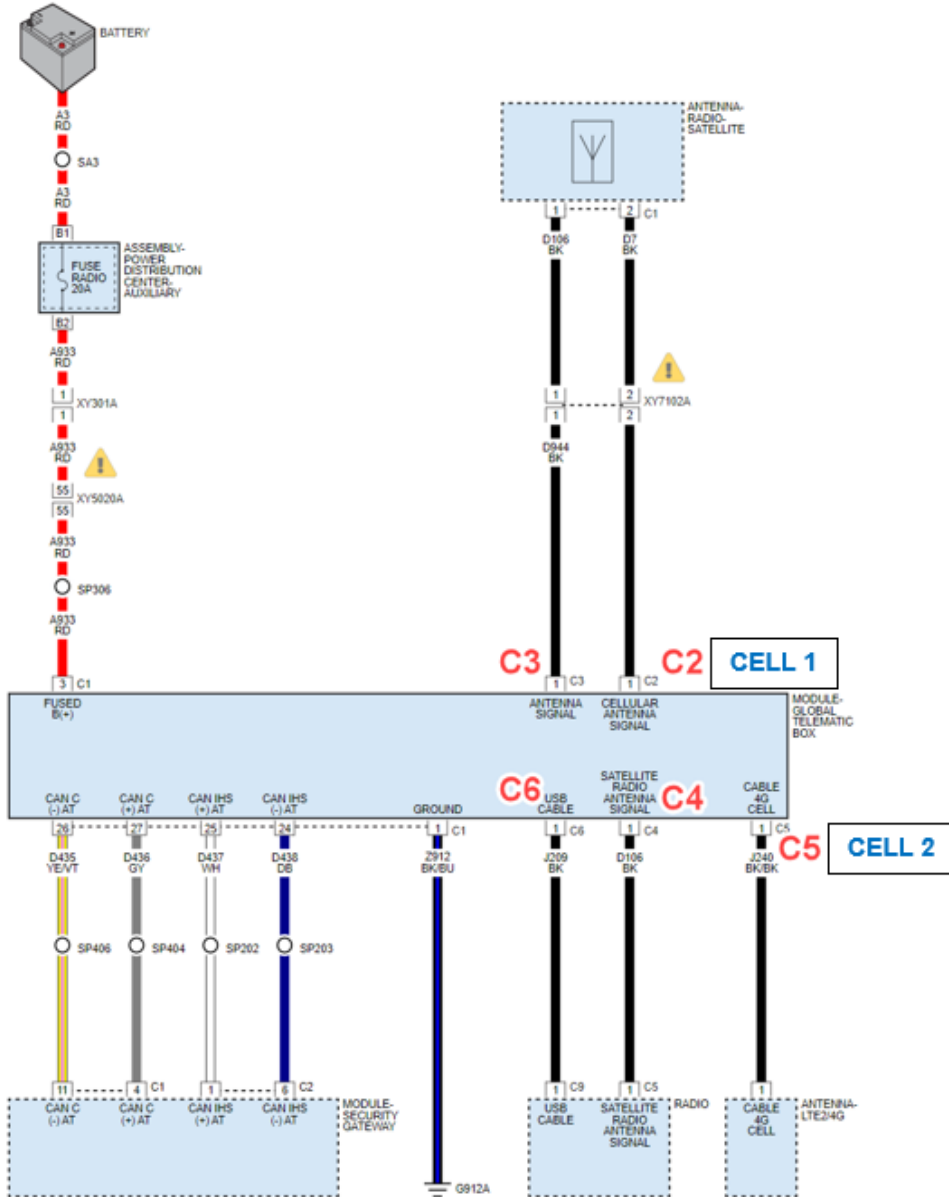 BATTERY
A3
RD
SA3
A3
RD
B1
FUSE
RADIO
20A
ASSEMBLY-
POWER
DISTRIBUTION
CENTER-
AUXILIARY
B2
A933
RD
1
XY301A
1
A933
RD
55
XY5020A
55
A933
RD
SP306
A933
RD
3 C1
ANTENNA-
RADIO-
SATELLITE
1 2 C1
D106
BK
D7
BK
1 2
XY7102A
1 2
D944
BK
C3 C2 CELL 1
1 C3 1 C2
FUSED
B(+)
ANTENNA
SIGNAL
CELLULAR
ANTENNA
SIGNAL
MODULE-
GLOBAL
TELEMATIC
BOX
CAN C
(-) AT
CAN C
(+) AT
CAN IHS
(+) AT
CAN IHS
(-) AT
GROUND
C6
USB
CABLE
SATELLITE
RADIO
ANTENNA
SIGNAL
C4
CABLE
4G
CELL
26 27 25 24 1 C1 1 C6 1 C4 1 C5
C5 CELL 2
D435
YE/VT
D436
GY
D437
WH
D438
DB
Z912
BK/BU
J209
BK
D106
BK
J240
BK/BK
SP406 SP404 SP202 SP203
11 4 C1 1 6 C2 C9 1 C5 1
CAN C
(-) AT
CAN C
(+) AT
CAN IHS
(+) AT
CAN IHS
(-) AT
MODULE-
SECURITY
GATEWAY
G912A
USB
CABLE
SATELLITE
RADIO
ANTENNA
SIGNAL
RADIO
CABLE
4G
CELL
ANTENNA-
LTE2/4G